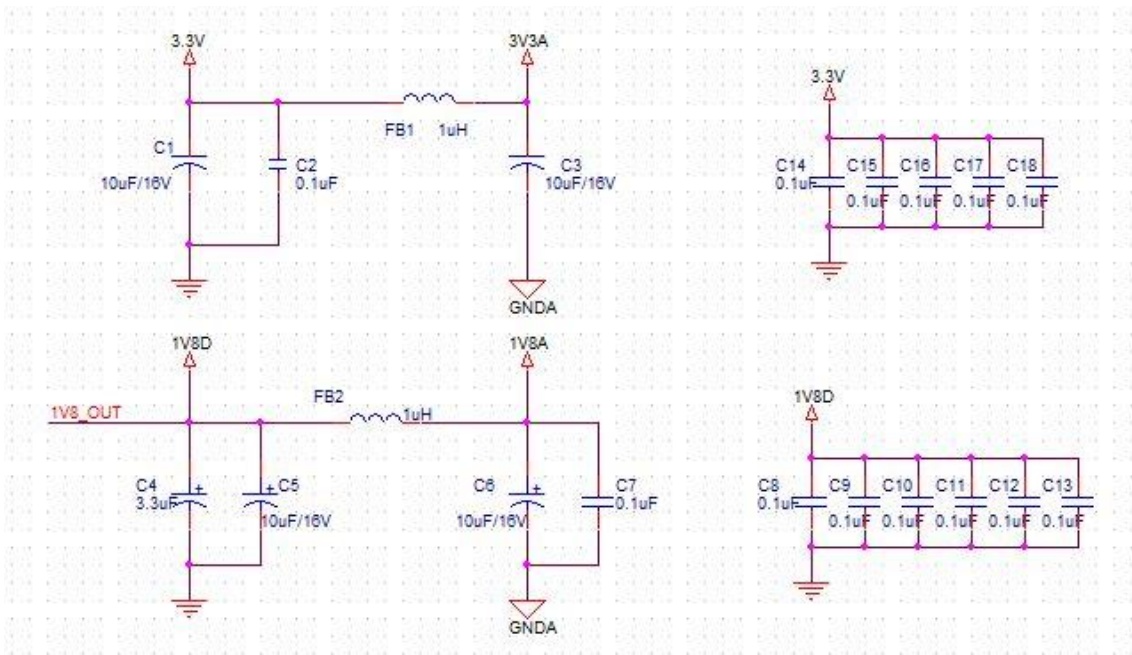 3.3V
3V3A
C1
10uF/16V
C2
0.1uF
FB1 1uH
C3
10uF/16V
GNDA
3.3V
C14 C15 C16 C17 C18
0.1uF 0.1uF 0.1uF 0.1uF 0.1uF
1V8D
1V8A
1V8_OUT
FB2
1uH
C4
3.3uF
C5
10uF/16V
C6
10uF/16V
C7
0.1uF
GNDA
1V8D
C8 C9 C10 C11 C12 C13
0.1uF 0.1uF 0.1uF 0.1uF 0.1uF 0.1uF